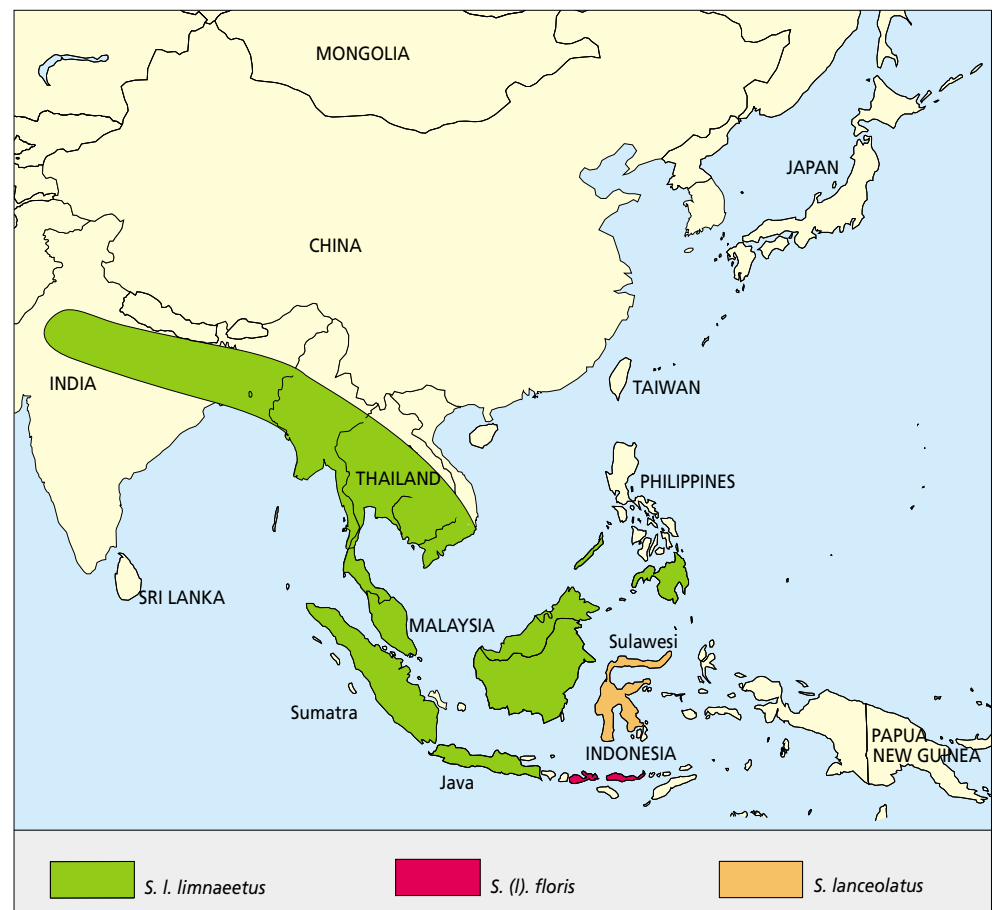 MONGOLIA
JAPAN
CHINA
INDIA
TAIWAN
THAILAND
PHILIPPINES
SRI LANKA
MALAYSIA
Sulawesi
Sumatra
PAPUA
NEW GUINEA
INDONESIA
Java
S. l. limnaeetus
S. (l). floris
S. lanceolatus